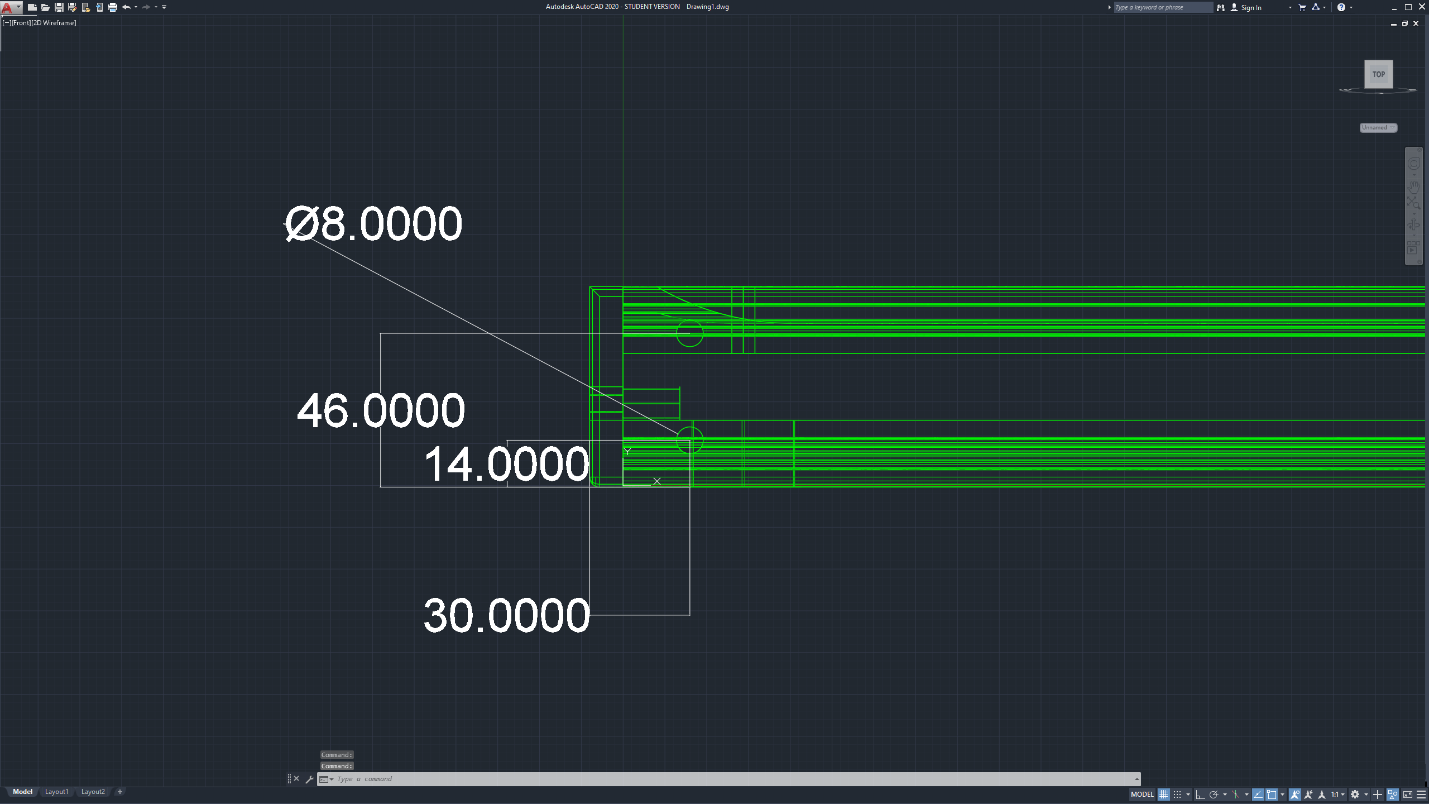 Autodesk AutoCAD 2020 - STUDENT VERSION Drawing1.dwg
Type a keyword or phrase
Sign In
[−][Front][2D Wireframe]
TOP
Unnamed
Ø8.0000
46.0000
14.0000
Y
X
30.0000
Command:
Command:
Type a command
Model Layout1 Layout2 +
MODEL 1:1